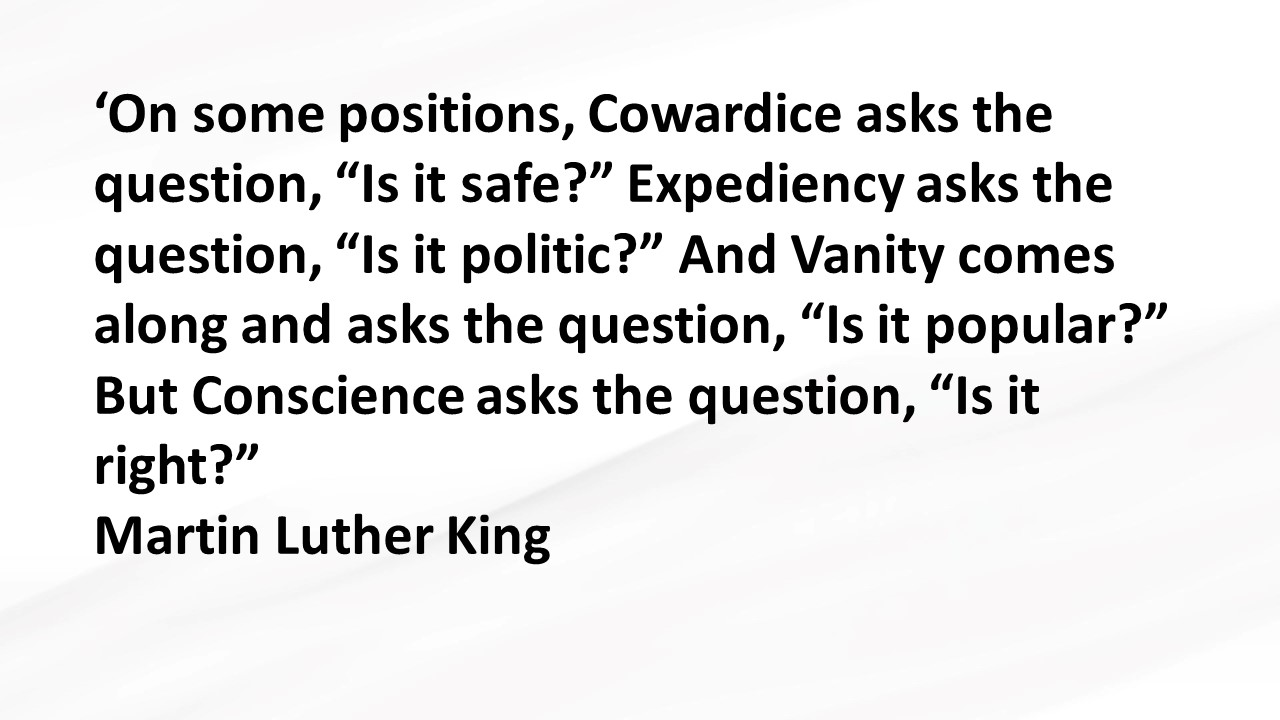 ‘On some positions, Cowardice asks the
question, “Is it safe?” Expediency asks the
question, “Is it politic?” And Vanity comes
along and asks the question, “Is it popular?”
But Conscience asks the question, “Is it
right?”
Martin Luther King